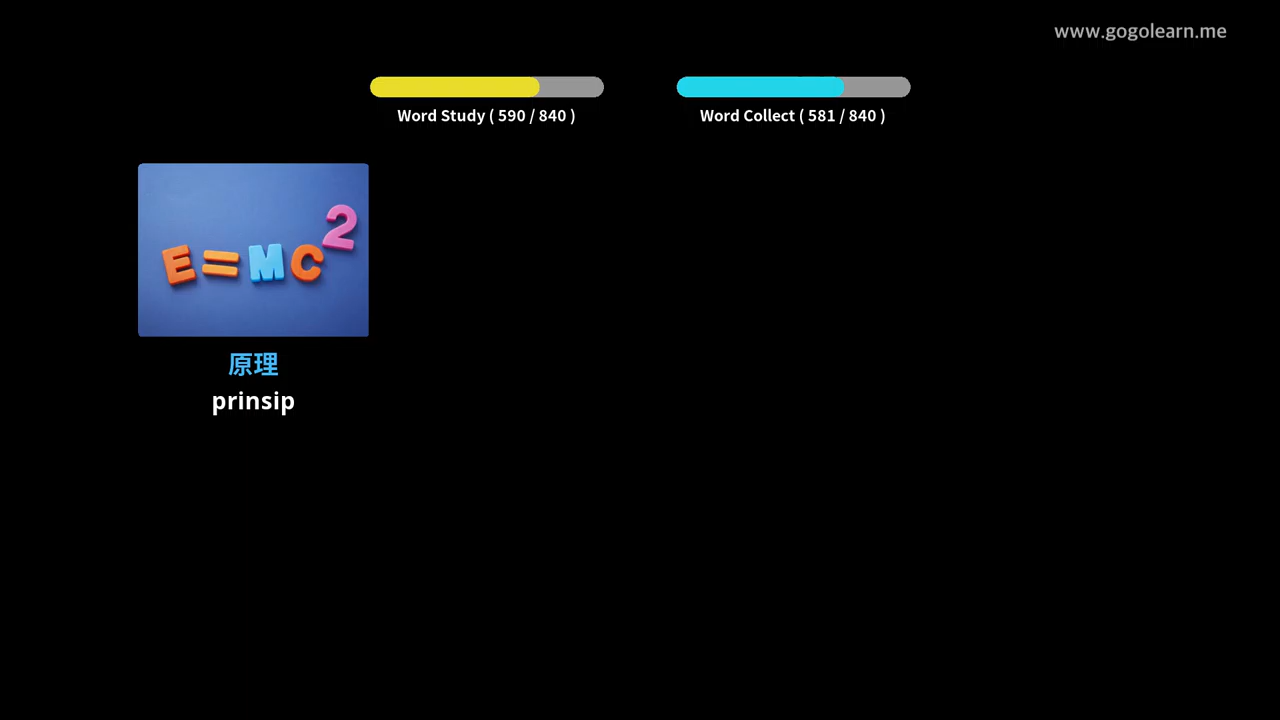 www.gogolearn.me
Word Study ( 590 / 840 )
Word Collect ( 581 / 840 )
E=MC²
原理
prinsip